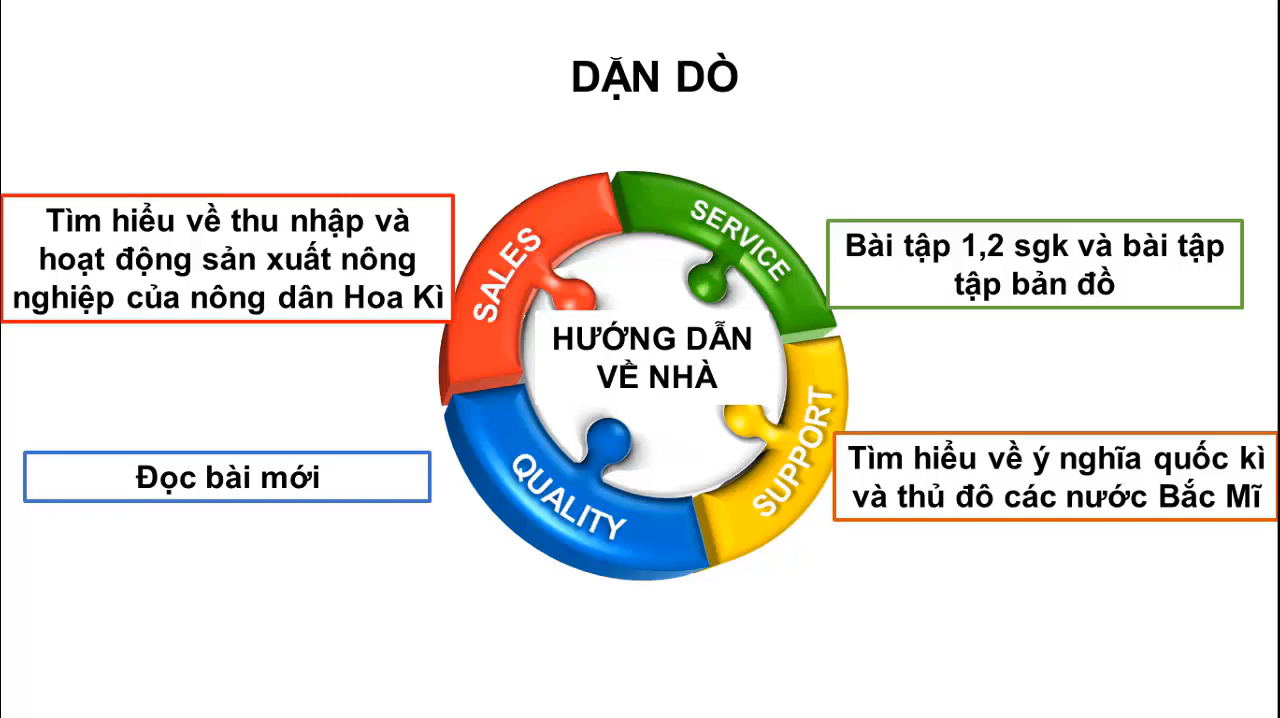 DẶN DÒ
Tìm hiểu về thu nhập và
hoạt động sản xuất nông
nghiệp của nông dân Hoa Kì
SALES
SERVICE
Bài tập 1,2 sgk và bài tập
tập bản đồ
HƯỚNG DẪN
VỀ NHÀ
Đọc bài mới
QUALITY
SUPPORT
Tìm hiểu về ý nghĩa quốc kì
và thủ đô các nước Bắc Mĩ